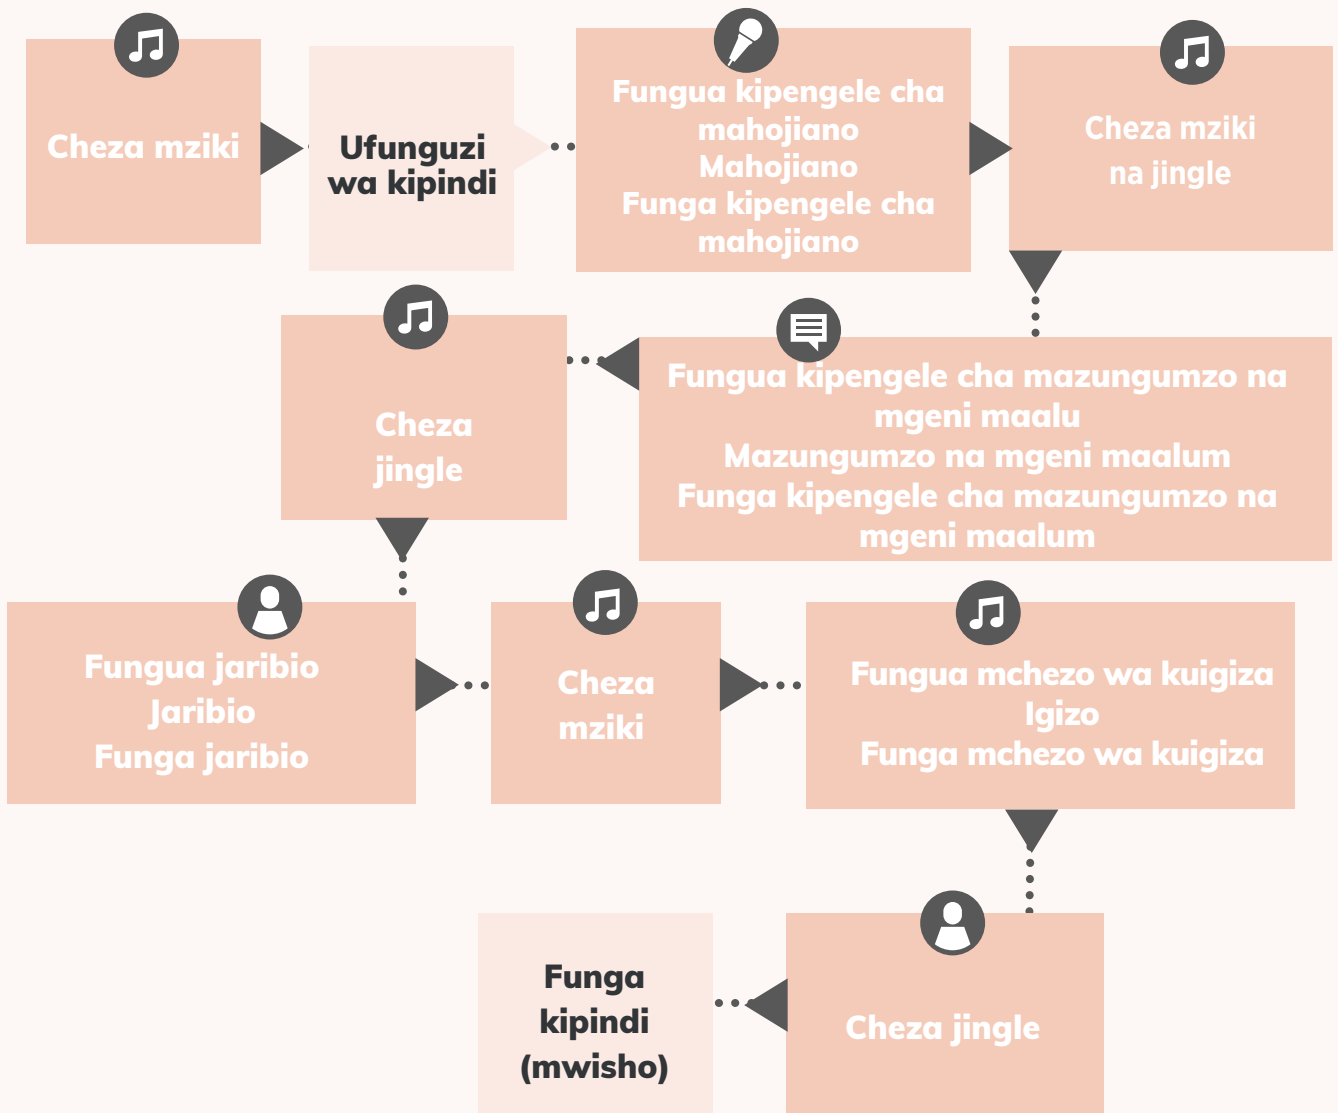 Cheza mziki
Ufunguzi
wa kipindi
Fungua kipengele cha
mahojiano
Mahojiano
Funga kipengele cha
mahojiano
Cheza mziki
na jingle
Fungua kipengele cha mazungumzo na
mgeni maalu
Mazungumzo na mgeni maalum
Funga kipengele cha mazungumzo na
mgeni maalum
Cheza
jingle
Fungua jaribio
Jaribio
Funga jaribio
Cheza
mziki
Fungua mchezo wa kuigiza
Igizo
Funga mchezo wa kuigiza
Cheza jingle
Funga
kipindi
(mwisho)